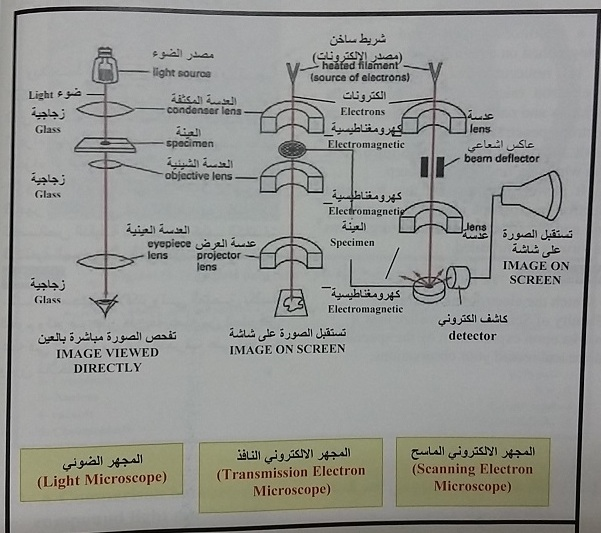 مصدر الضوء
light source
Light ضوء
زجاجية
Glass
العدسة المكثفة
condenser lens
العينة
specimen
العدسة الشيئية
objective lens
زجاجية
Glass
العدسة العينية
eyepiece
lens
زجاجية
Glass
تفحص الصورة مباشرة بالعين
IMAGE VIEWED
DIRECTLY
شريط ساخن
(مصدر الالكترونات)
heated filament
(source of electrons)
الكترونات
Electrons
كهرومغناطيسية
Electromagnetic
كهرومغناطيسية
Electromagnetic
العينة
Specimen
عدسة العرض
projector
lens
كهرومغناطيسية
Electromagnetic
تستقبل الصورة على شاشة
IMAGE ON SCREEN
عدسة
lens
عاكس اشعاعي
beam deflector
lens
عدسة
تستقبل الصورة
على شاشة
IMAGE ON
SCREEN
كاشف الكتروني
detector
المجهر الضوئي
(Light Microscope)
المجهر الالكتروني النافذ
(Transmission Electron
Microscope)
المجهر الالكتروني الماسح
(Scanning Electron
Microscope)